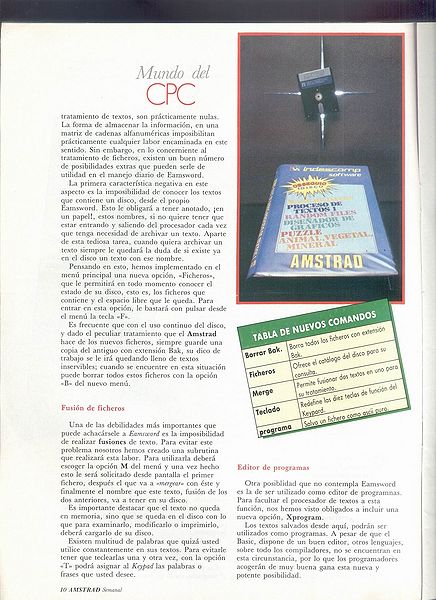 Mundo del
CPC
tratamiento de textos, son prácticamente nulas.
La forma de almacenar la información, en una
matriz de cadenas alfanuméricas imposibilitan
prácticamente cualquier labor encaminada en este
sentido. Sin embargo, en lo concerniente al
tratamiento de ficheros, existen un buen número
de posibilidades extras que pueden serle de
utilidad en el manejo diario de Eamsword.
La primera característica negativa en este
aspecto es la imposibilidad de conocer los textos
que contiene un disco, desde el propio
Eamsword. Esto le obligará a tener anotado, ¡en
un papel!, estos nombres, si no quiere tener que
estar entrando y saliendo del procesador cada vez
que tenga necesidad de archivar un texto. Aparte
de esta tediosa tarea, cuando quiera archivar un
texto siempre le quedará la duda de si existe ya
en el disco un texto con ese nombre.
Pensando en esto, hemos implementado en el
menú principal una nueva opción, «Ficheros»,
que le permitirá en todo momento conocer el
estado de su disco, esto es, los ficheros que
contiene y el espacio libre que le queda. Para
entrar en esta opción, le bastará con pulsar desde
el menú la tecla «F».
Es frecuente que con el uso continuo del disco,
y dado el peculiar tratamiento que el Amstrad
hace de los nuevos ficheros, siempre guarde una
copia del antiguo con extensión Bak, su disco de
trabajo se le irá quedando lleno de textos
inservibles; cuando se encuentre en esta situación
puede borrar todos estos ficheros con la opción
«B» del nuevo menú.
Fusión de ficheros
Una de las debilidades más importantes que
puede achacársele a Eamsword es la imposibilidad
de realizar fusiones de texto. Para evitar este
problema nosotros hemos creado una subrutina
que realizará esta labor. Para utilizarla deberá
escoger la opción M del menú y una vez hecho
esto le será solicitado desde pantalla el primer
fichero, después el que va a «mergear» con éste y
finalmente el nombre que este texto, fusión de los
dos anteriores, va a tener en su disco.
Es importante destacar que el texto no queda
en memoria, sino que se queda en el disco con lo
que para examinarlo, modificarlo o imprimirlo,
deberá cargarlo de su disco.
Existen multitud de palabras que quizá usted
utilice constantemente en sus textos. Para evitarle
tener que teclearlas una y otra vez, con la opción
«T» podrá asignar al Keypad las palabras o
frases que usted desee.
10 AMSTRAD Semanal
indescomp
software
OBSEQUIO
PROCESO DE
TEXTOS 1
RANDOM FILES
DISEÑADOR DE
GRAFICOS
PUZZLE
ANIMAL, VEGETAL,
MINERAL
AMSTRAD
TABLA DE NUEVOS COMANDOS
Borrar Bak. Borra todos los ficheros con extensión
Bak.
Ficheros Ofrece el catálogo del disco para su
consulta.
Merge Permite fusionar dos textos en uno para
su tratamiento.
Teclado Redefine las diez teclas de función del
Keypard.
programa Salva un fichero como ascii puro.
Editor de programas
Otra posiblidad que no contempla Eamsword
es la de ser utilizado como editor de programnas.
Para facultar el procesador de textos a esta
función, nos hemos visto obligados a incluir una
nueva opción, Xprogram.
Los textos salvados desde aquí, podrán ser
utilizados como programas. A pesar de que el
Basic, dispone de un buen editor, otros lenguajes,
sobre todo los compiladores, no se encuentran en
esta circunstancia, por lo que los programadores
acogerán de muy buena gana esta nueva y
potente posibilidad.